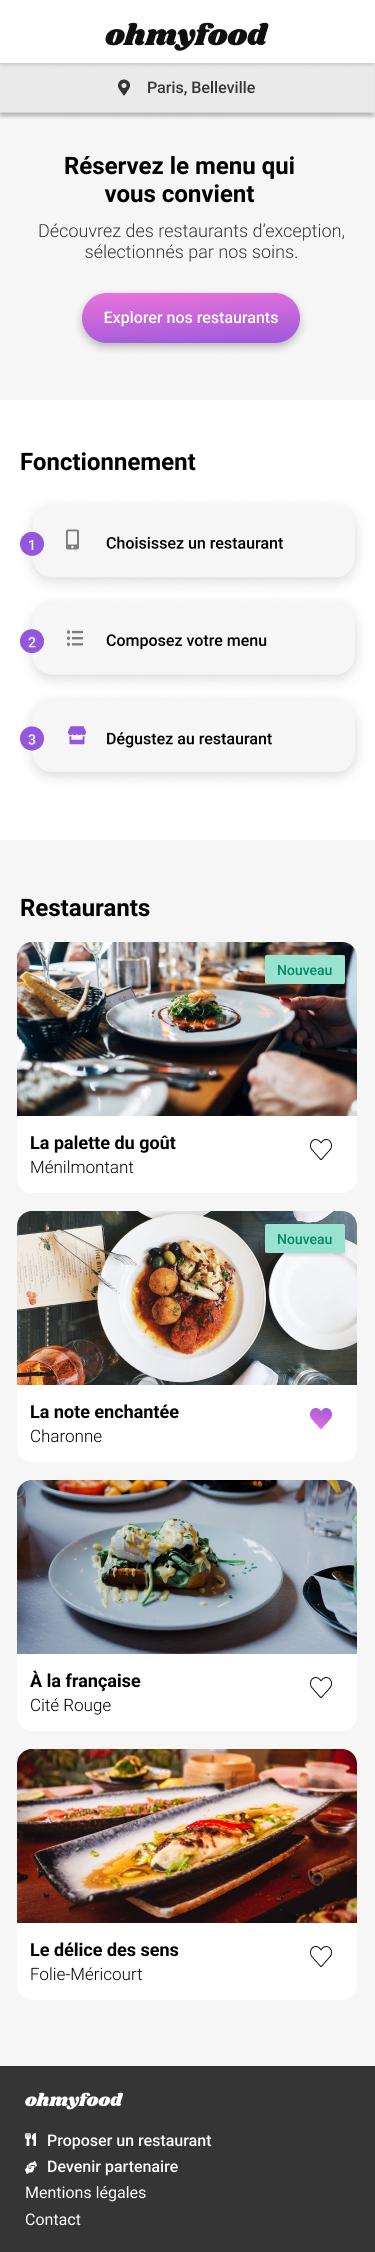 ohmyfood
Paris, Belleville
Réservez le menu qui
vous convient
Découvrez des restaurants d’exception,
sélectionnés par nos soins.
Explorer nos restaurants
Fonctionnement
1 Choisissez un restaurant
2 Composez votre menu
3 Dégustez au restaurant
Restaurants
Nouveau
La palette du goût
Ménilmontant
Nouveau
La note enchantée
Charonne
À la française
Cité Rouge
Le délice des sens
Folie-Méricourt
ohmyfood
Proposer un restaurant
Devenir partenaire
Mentions légales
Contact